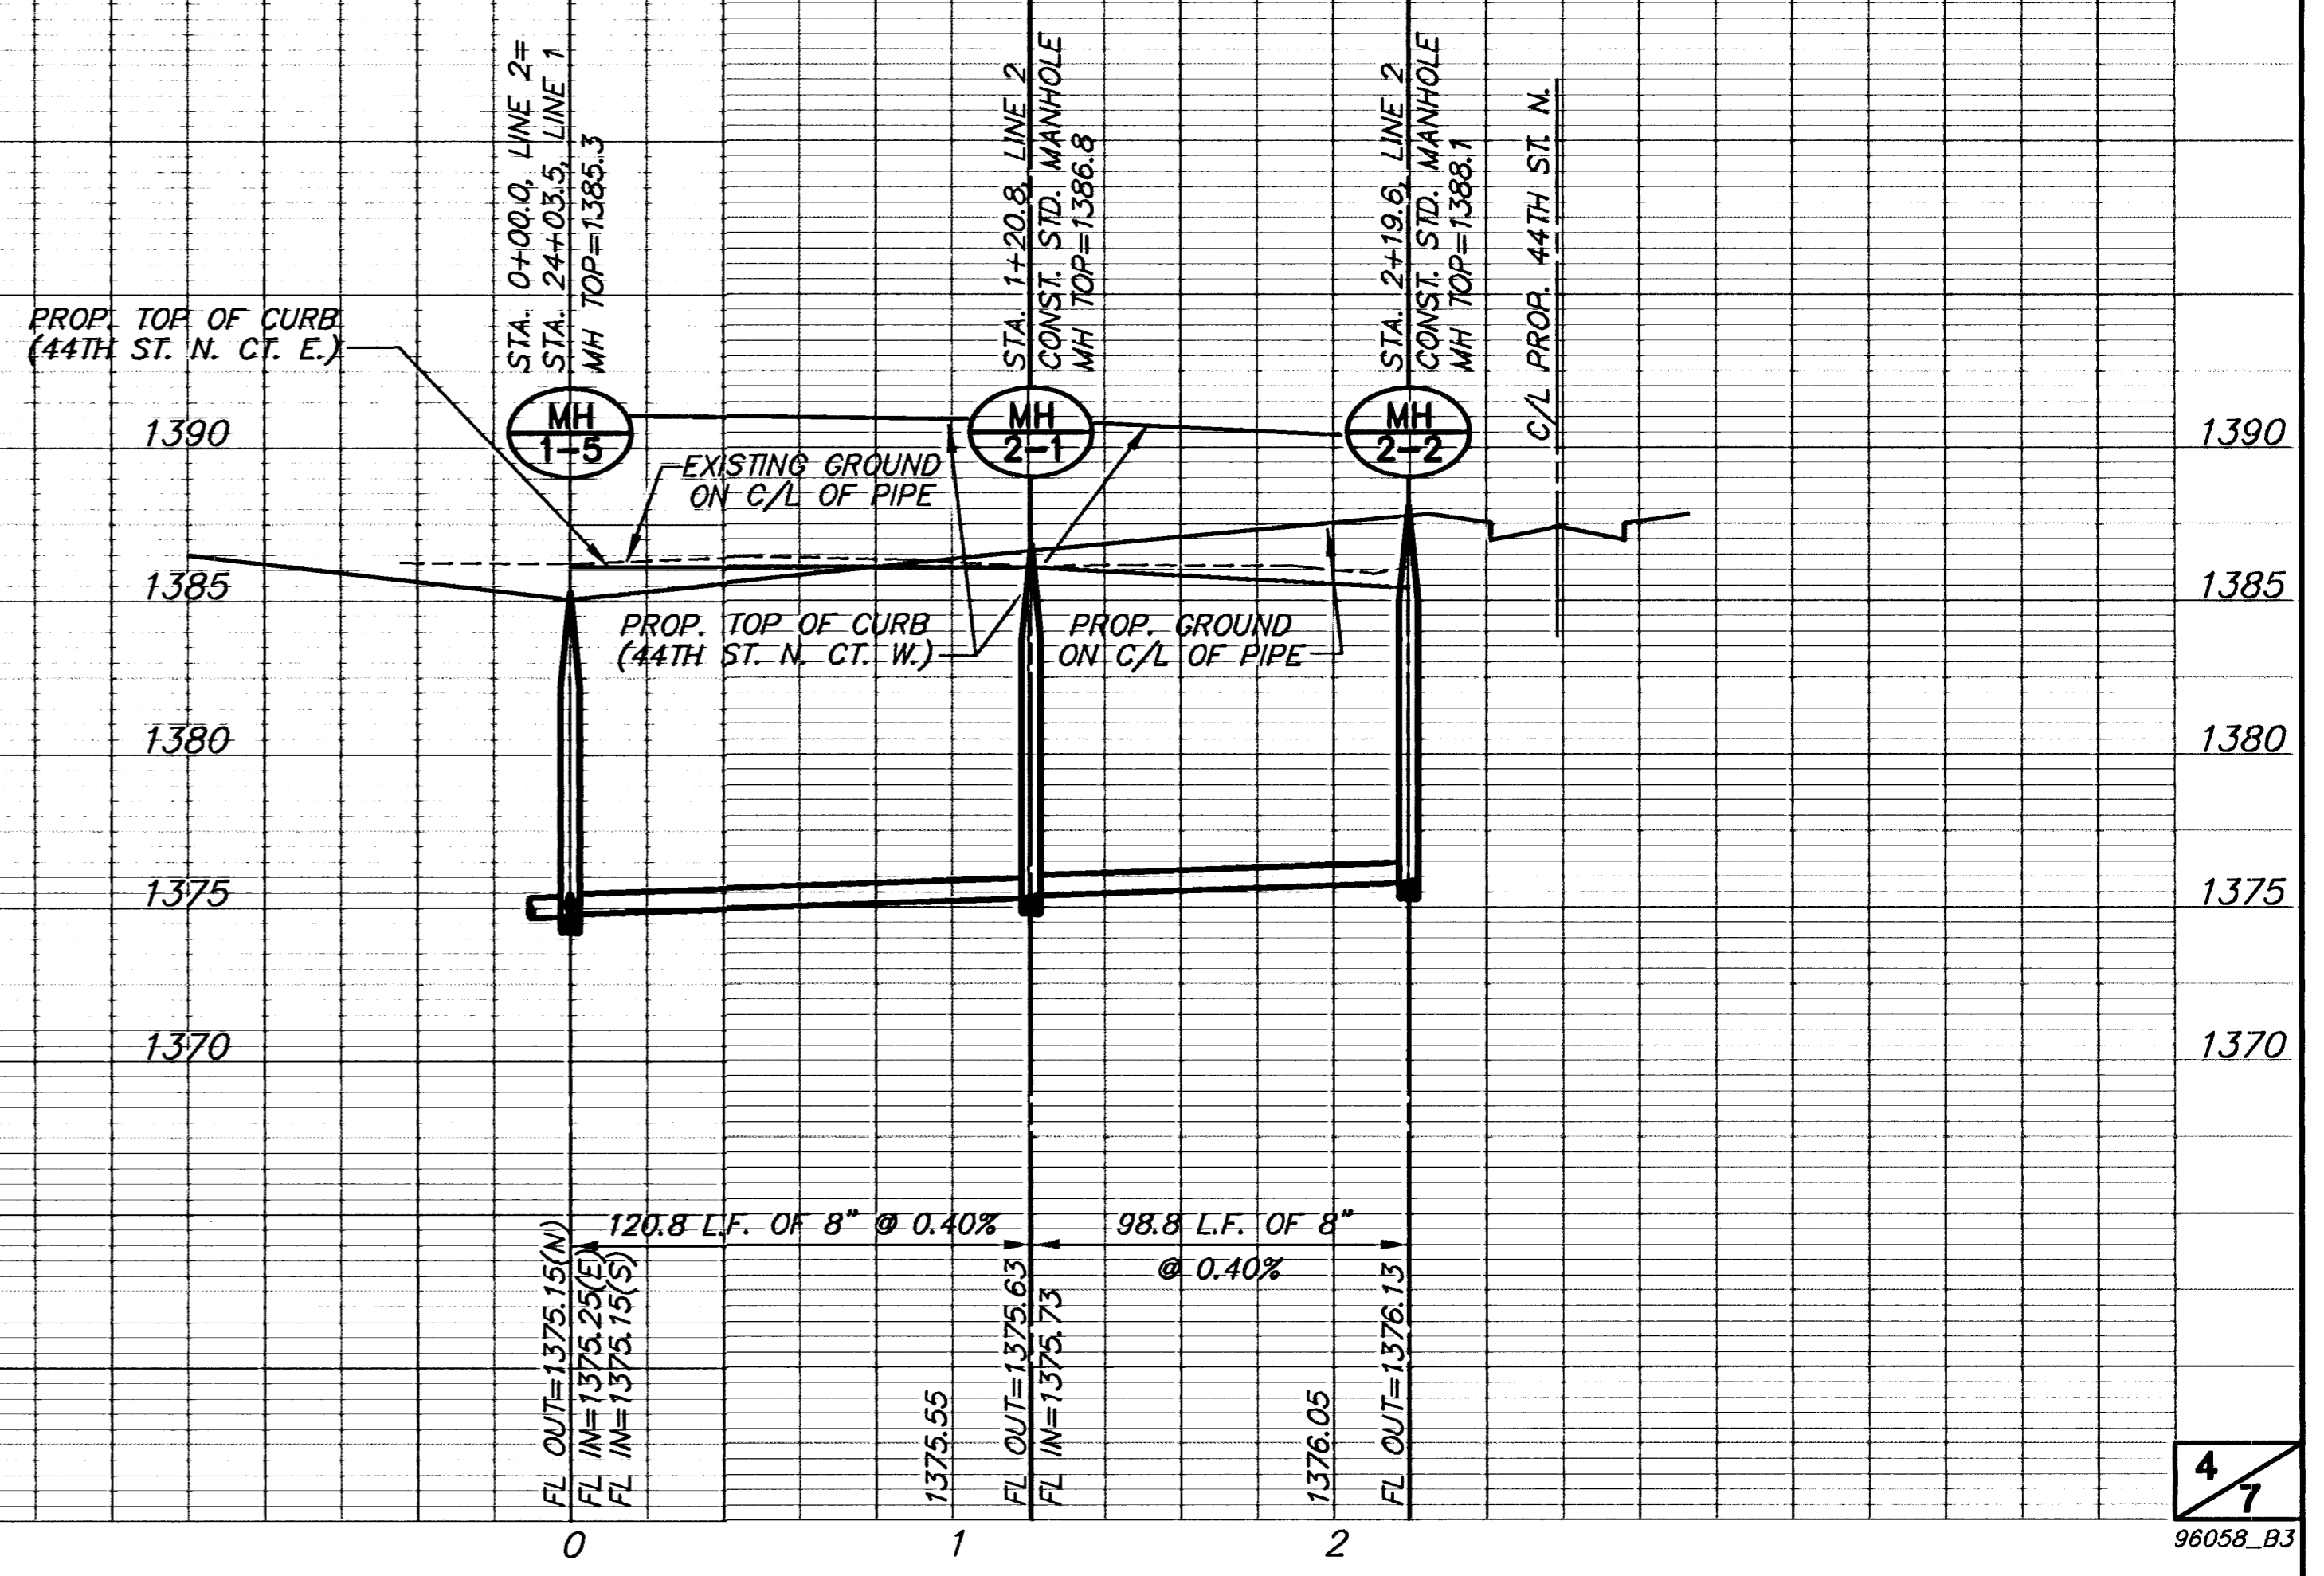 STA. 0+00.0, LINE 2=
STA. 24+03.5, LINE 1
MH TOP=1385.3
STA. 1+20.8, LINE 2
CONST. STD. MANHOLE
MH TOP=1386.8
STA. 2+19.6, LINE 2
CONST. STD. MANHOLE
MH TOP=1388.1
C/L PROP. 44TH ST. N.
PROP. TOP OF CURB
(44TH ST. N. CT. E.)
MH
1-5
MH
2-1
MH
2-2
1390
1390
EXISTING GROUND
ON C/L OF PIPE
1385
1385
PROP. TOP OF CURB
(44TH ST. N. CT. W.)
PROP. GROUND
ON C/L OF PIPE
1380
1380
1375
1375
1370
1370
120.8 L.F. OF 8" @ 0.40%
98.8 L.F. OF 8"
@ 0.40%
FL OUT=1375.15(N)
FL IN=1375.25(E)
FL IN=1375.15(S)
1375.55
FL OUT=1375.63
FL IN=1375.73
1376.05
FL OUT=1376.13
4
7
96058_B3
0
1
2